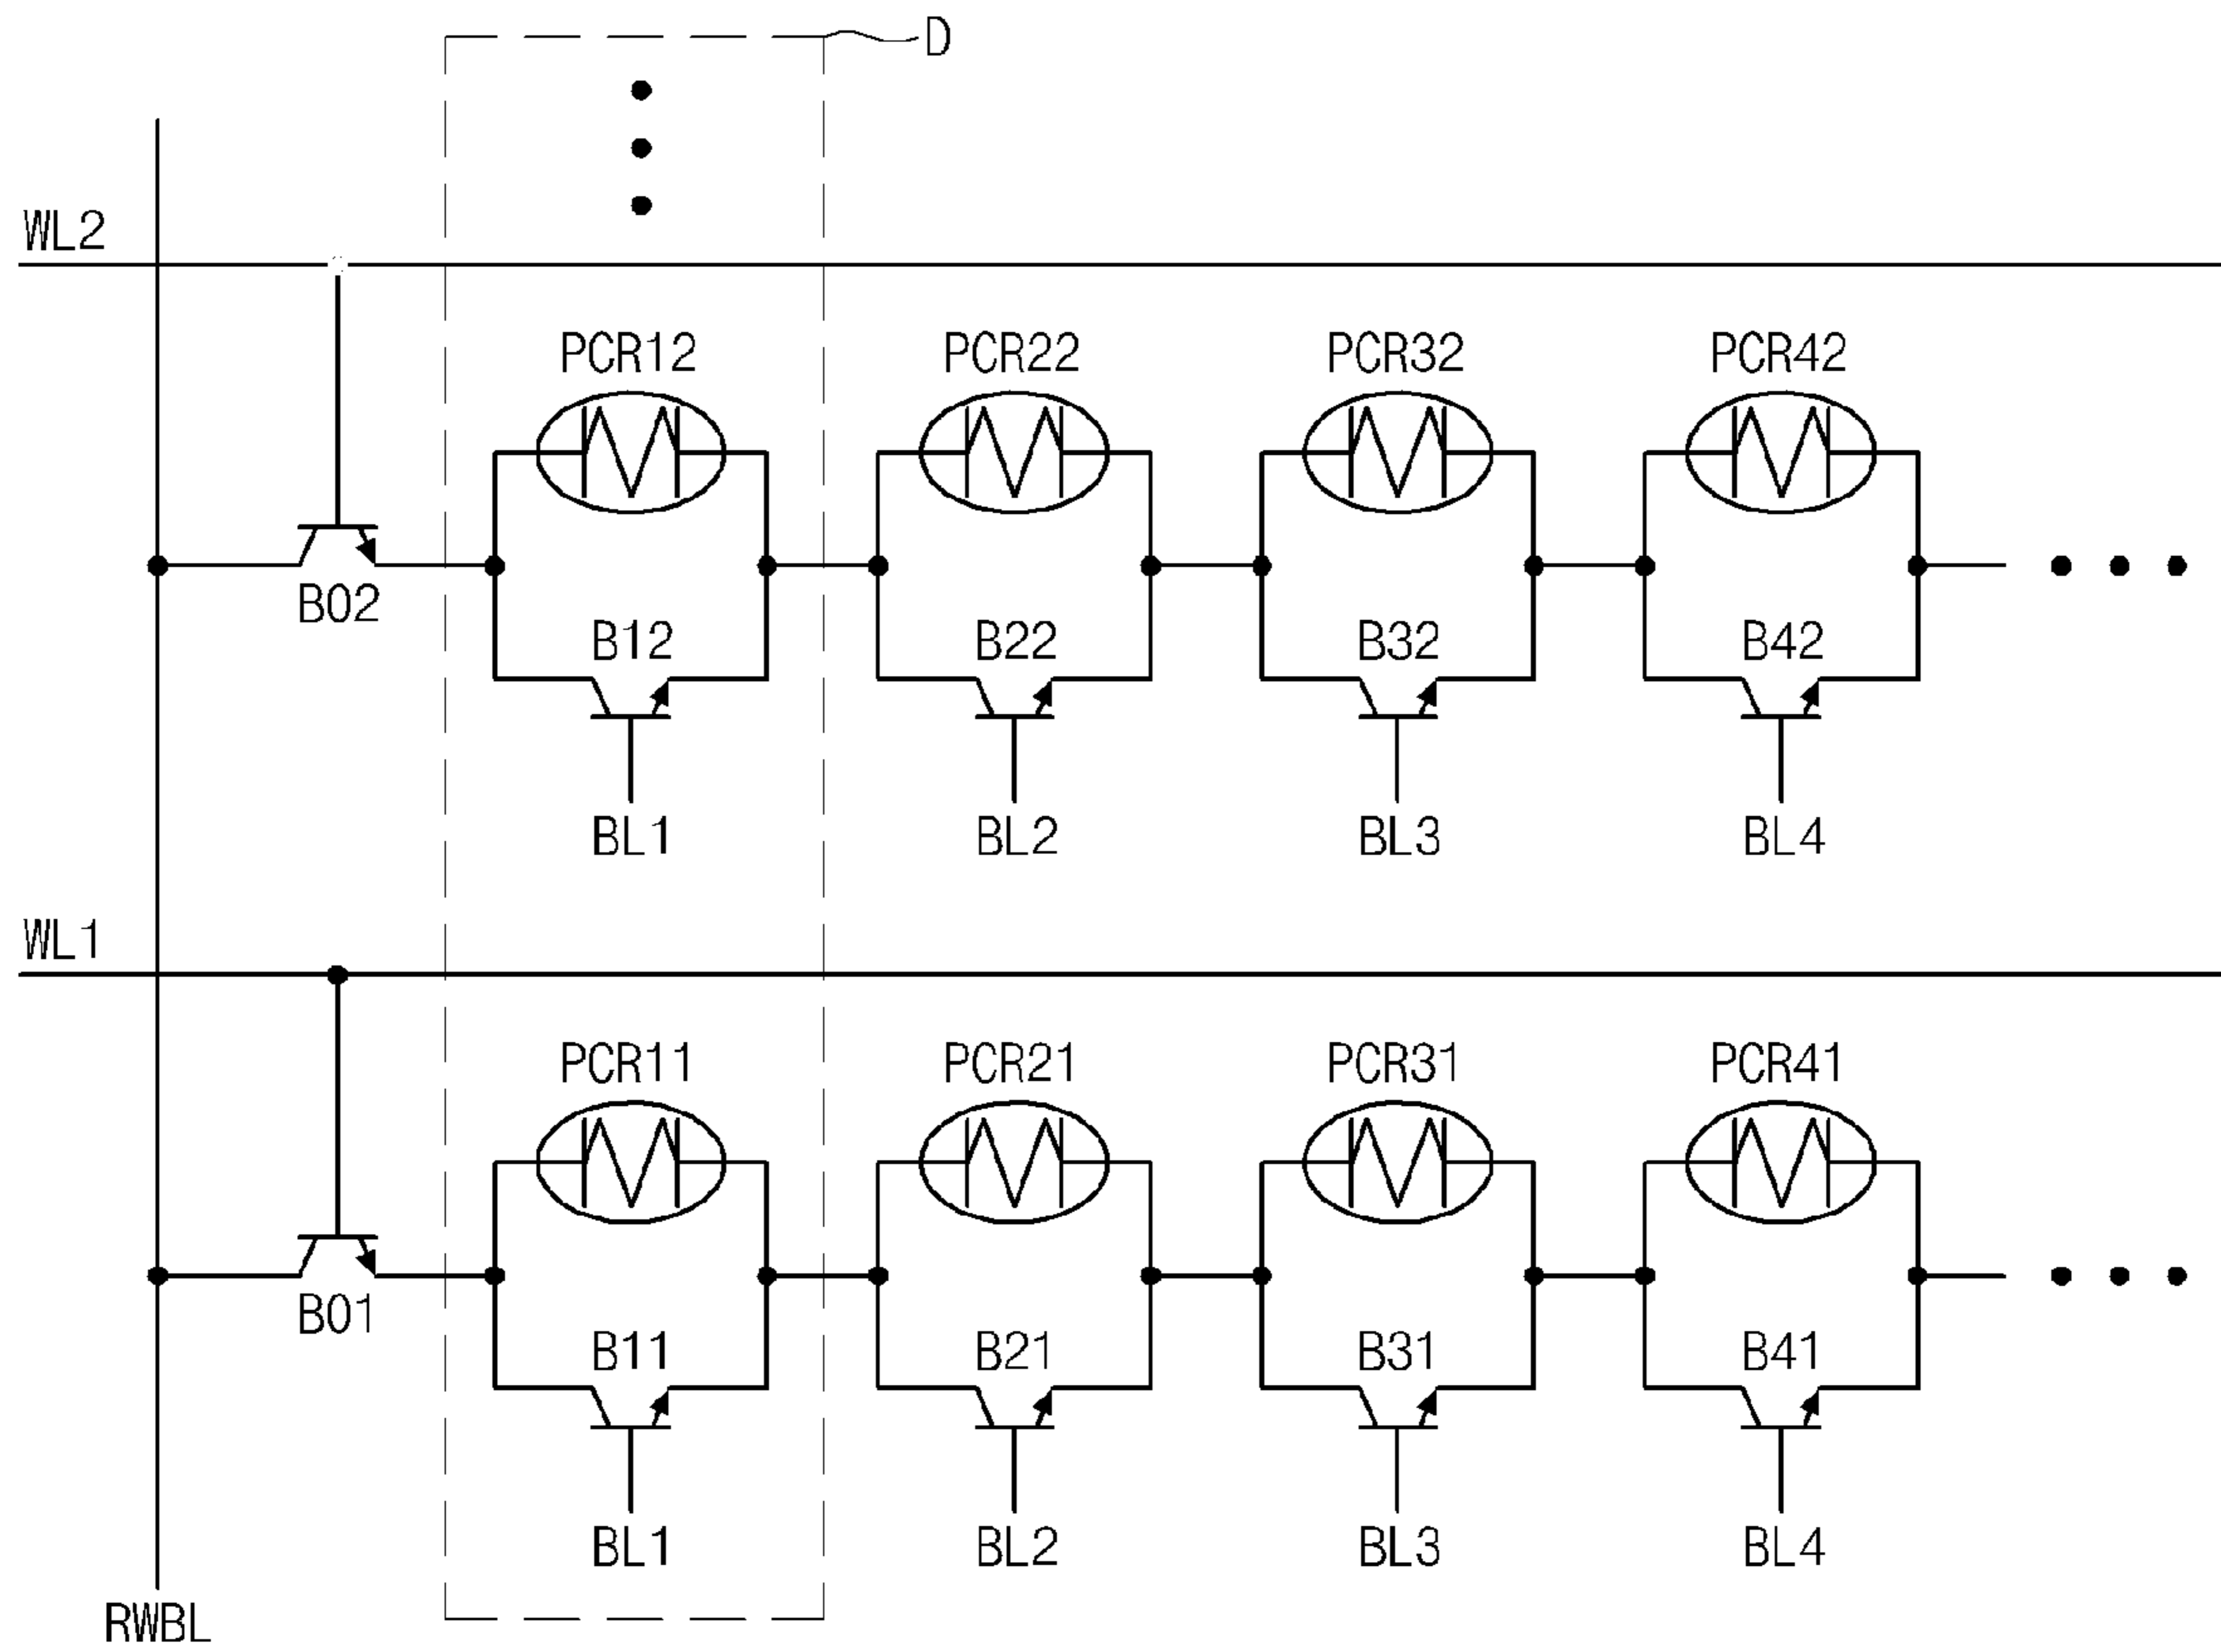 D
WL2
PCR12 PCR22 PCR32 PCR42
B02
B12 B22 B32 B42
BL1 BL2 BL3 BL4
WL1
PCR11 PCR21 PCR31 PCR41
B01
B11 B21 B31 B41
BL1 BL2 BL3 BL4
RWBL